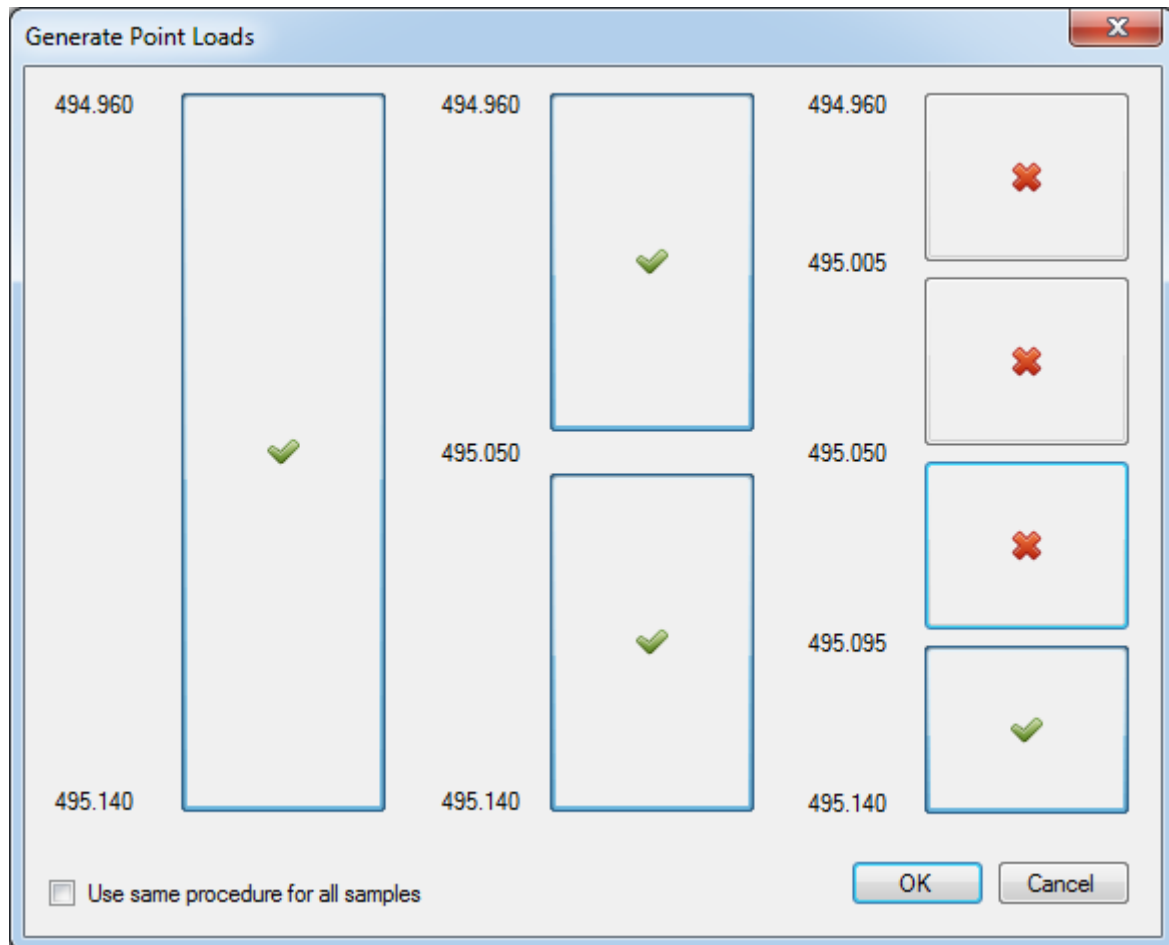 Generate Point Loads
494.960 494.960 494.960
495.005
495.050 495.050
495.095
495.140 495.140 495.140
Use same procedure for all samples
OK Cancel